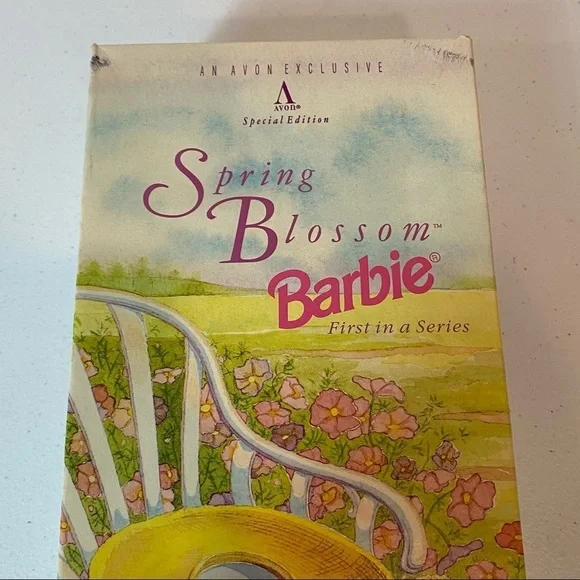 AN AVON EXCLUSIVE
AVON®
Special Edition
Spring
Blossom™
Barbie®
First in a Series